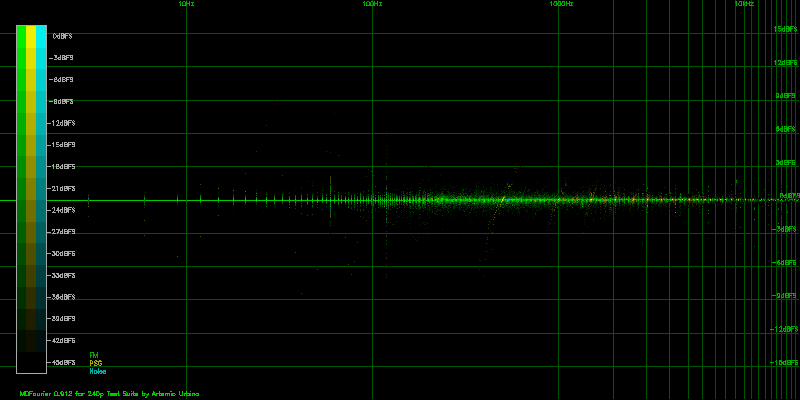 10Hz 100Hz 1000Hz 10kHz
0dBFS
-3dBFS
-6dBFS
-9dBFS
-12dBFS
-15dBFS
-18dBFS
-21dBFS
-24dBFS
-27dBFS
-30dBFS
-33dBFS
-36dBFS
-39dBFS
-42dBFS
-45dBFS
15dBFS
12dBFS
9dBFS
6dBFS
3dBFS
0dBFS
-3dBFS
-6dBFS
-9dBFS
-12dBFS
-15dBFS
FM
PSG
Noise
MDFourier 0.912 for 240p Test Suite by Artemio Urbina